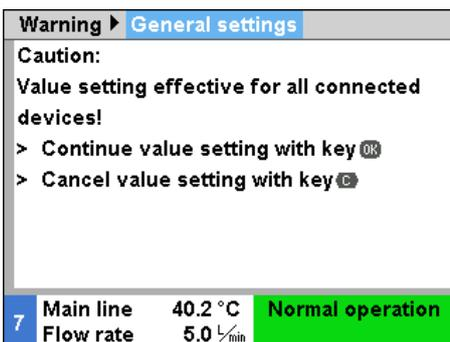 Warning ▶ General settings
Caution:
Value setting effective for all connected
devices!
> Continue value setting with key OK
> Cancel value setting with key C
7 Main line 40.2 °C Normal operation
Flow rate 5.0 L/min